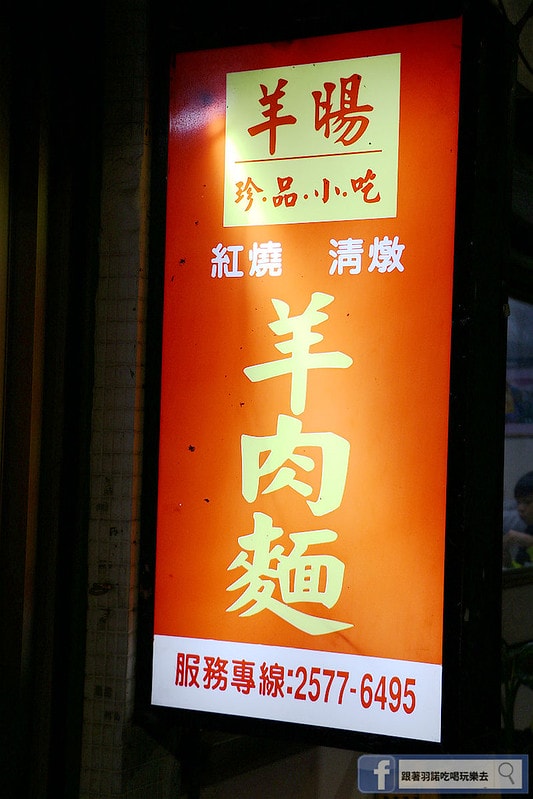 羊暘
珍·品·小·吃
紅燒 清燉
羊肉麵
服務專線:2577-6495
f 跟著羽諾吃喝玩樂去